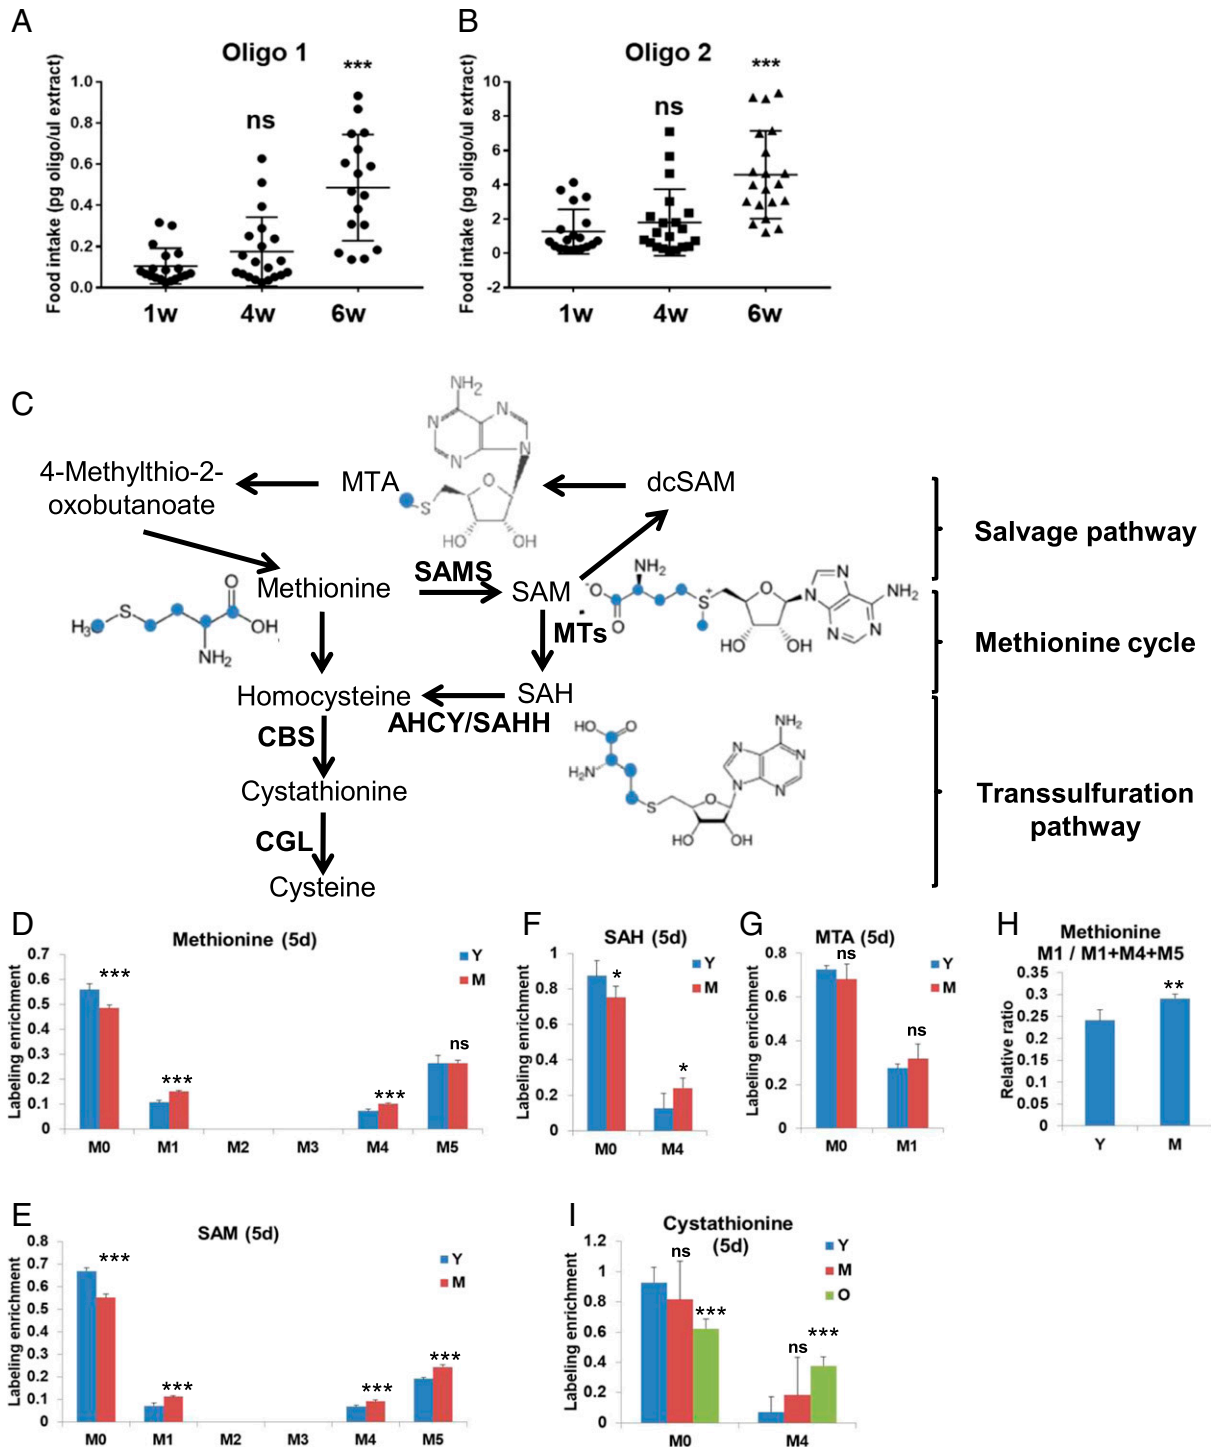 A
Oligo 1
Food intake (pg oligo/ul extract)
1.0
0.8
0.6
0.4
0.2
0.0
ns
***
1w
4w
6w
B
Oligo 2
Food intake (pg oligo/ul extract)
10
8
6
4
2
0
-2
ns
***
1w
4w
6w
C
4-Methylthio-2-
oxobutanoate
MTA
dcSAM
NH2
N
N
N
N
O
S
HO
OH
Salvage pathway
Methionine
SAMS
SAM
MTs
H3C
S
O
OH
NH2
-O
O
NH2
S+
O
HO
OH
N
N
N
N
NH2
Methionine cycle
Homocysteine
AHCY/SAHH
SAH
CBS
Cystathionine
CGL
Cysteine
HO
O
H2N
S
O
HO
OH
N
N
N
N
NH2
Transsulfuration
pathway
D
Methionine (5d)
Labeling enrichment
0.7
0.6
0.5
0.4
0.3
0.2
0.1
0
***
***
***
ns
Y
M
M0
M1
M2
M3
M4
M5
F
SAH (5d)
Labeling enrichment
1
0.8
0.6
0.4
0.2
0
*
*
Y
M
M0
M4
G
MTA (5d)
Labeling enrichment
0.8
0.6
0.4
0.2
0
ns
ns
Y
M
M0
M1
H
Methionine
M1 / M1+M4+M5
Relative ratio
0.35
0.3
0.25
0.2
0.15
0.1
0.05
0
**
Y
M
E
SAM (5d)
Labeling enrichment
0.8
0.7
0.6
0.5
0.4
0.3
0.2
0.1
0
***
***
***
***
Y
M
M0
M1
M2
M3
M4
M5
I
Cystathionine
(5d)
Labeling enrichment
1.2
1
0.8
0.6
0.4
0.2
0
ns
***
ns
***
Y
M
O
M0
M4